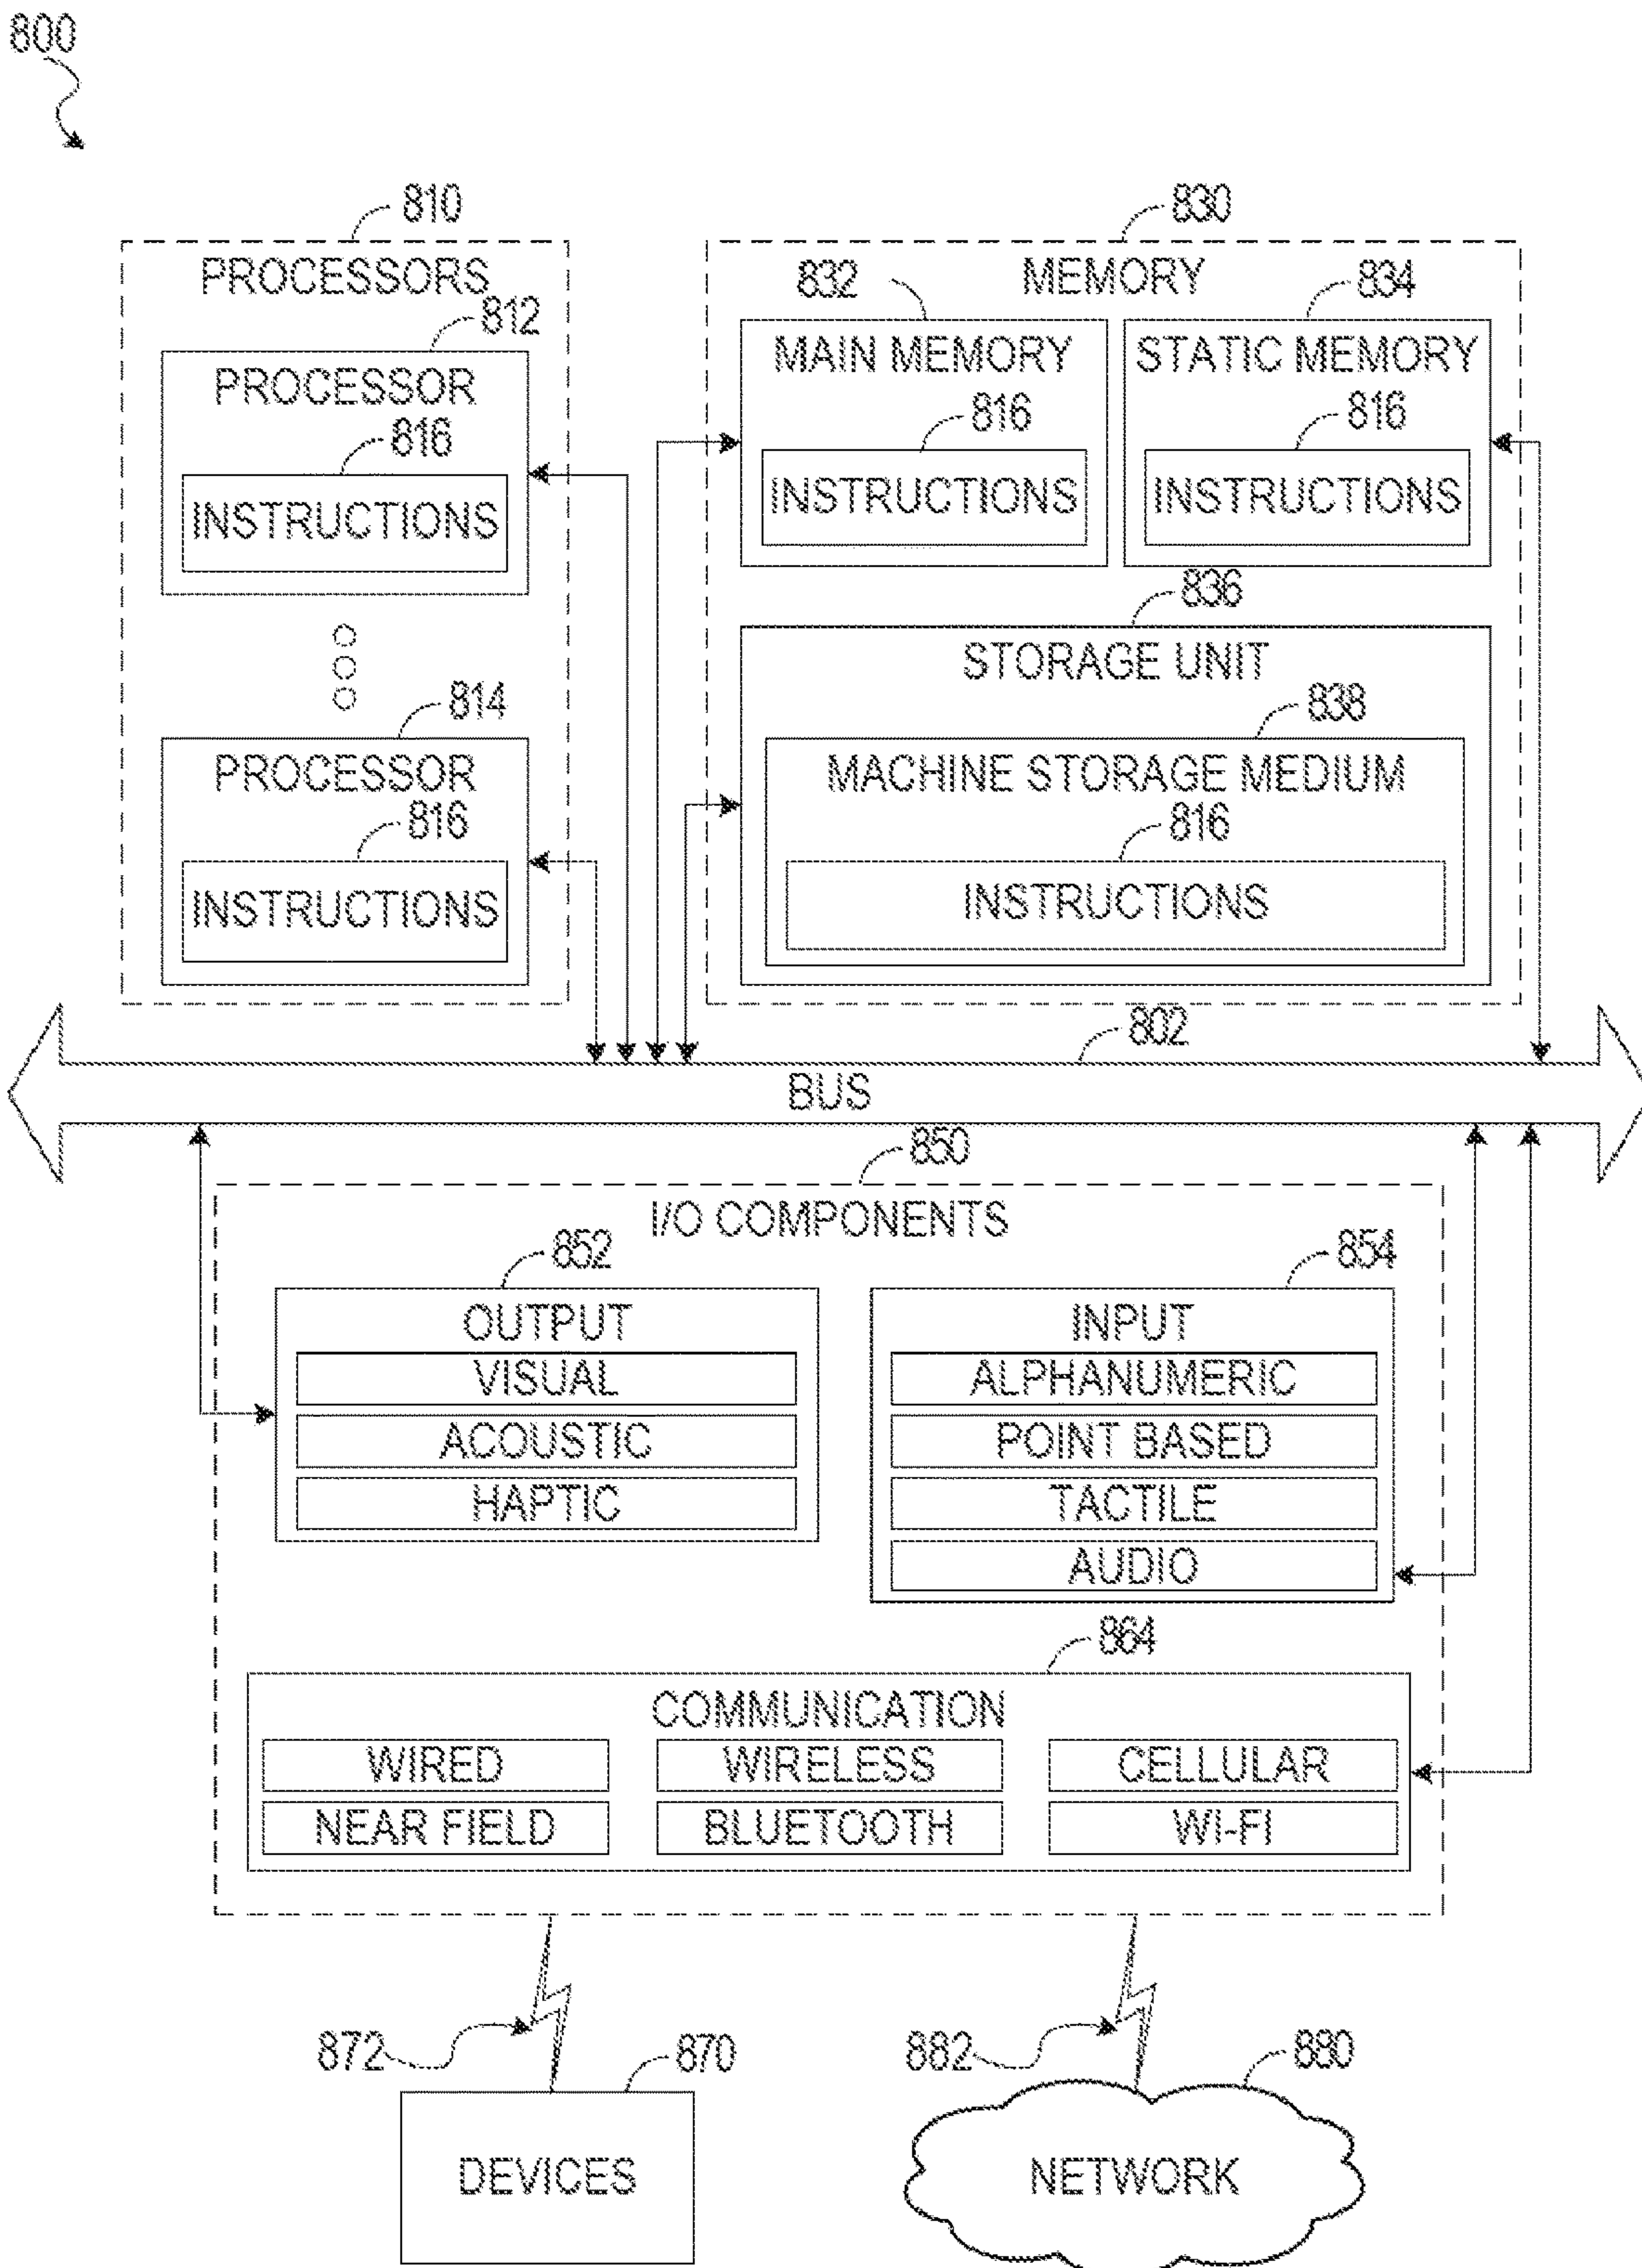 800
810
830
PROCESSORS
MEMORY
832
834
812
MAIN MEMORY
STATIC MEMORY
PROCESSOR
816
816
816
INSTRUCTIONS
INSTRUCTIONS
INSTRUCTIONS
836
STORAGE UNIT
814
838
PROCESSOR
MACHINE STORAGE MEDIUM
816
816
INSTRUCTIONS
INSTRUCTIONS
802
BUS
850
I/O COMPONENTS
852
854
OUTPUT
INPUT
VISUAL
ALPHANUMERIC
ACOUSTIC
POINT BASED
HAPTIC
TACTILE
AUDIO
864
COMMUNICATION
WIRED
WIRELESS
CELLULAR
NEAR FIELD
BLUETOOTH
WI-FI
872
870
882
880
DEVICES
NETWORK